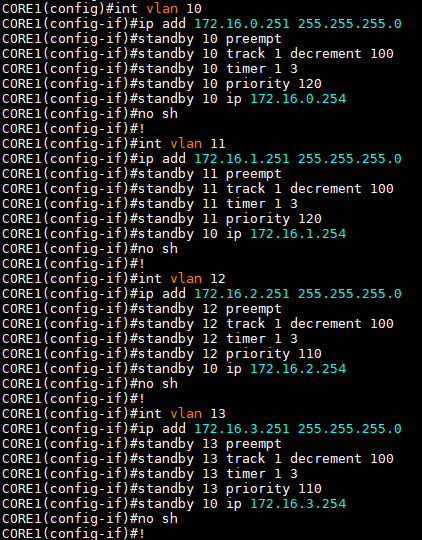 CORE1(config)#int vlan 10
CORE1(config-if)#ip add 172.16.0.251 255.255.255.0
CORE1(config-if)#standby 10 preempt
CORE1(config-if)#standby 10 track 1 decrement 100
CORE1(config-if)#standby 10 timer 1 3
CORE1(config-if)#standby 10 priority 120
CORE1(config-if)#standby 10 ip 172.16.0.254
CORE1(config-if)#no sh
CORE1(config-if)#!
CORE1(config-if)#int vlan 11
CORE1(config-if)#ip add 172.16.1.251 255.255.255.0
CORE1(config-if)#standby 11 preempt
CORE1(config-if)#standby 11 track 1 decrement 100
CORE1(config-if)#standby 11 timer 1 3
CORE1(config-if)#standby 11 priority 120
CORE1(config-if)#standby 10 ip 172.16.1.254
CORE1(config-if)#no sh
CORE1(config-if)#!
CORE1(config-if)#int vlan 12
CORE1(config-if)#ip add 172.16.2.251 255.255.255.0
CORE1(config-if)#standby 12 preempt
CORE1(config-if)#standby 12 track 1 decrement 100
CORE1(config-if)#standby 12 timer 1 3
CORE1(config-if)#standby 12 priority 110
CORE1(config-if)#standby 10 ip 172.16.2.254
CORE1(config-if)#no sh
CORE1(config-if)#!
CORE1(config-if)#int vlan 13
CORE1(config-if)#ip add 172.16.3.251 255.255.255.0
CORE1(config-if)#standby 13 preempt
CORE1(config-if)#standby 13 track 1 decrement 100
CORE1(config-if)#standby 13 timer 1 3
CORE1(config-if)#standby 13 priority 110
CORE1(config-if)#standby 10 ip 172.16.3.254
CORE1(config-if)#no sh
CORE1(config-if)#!